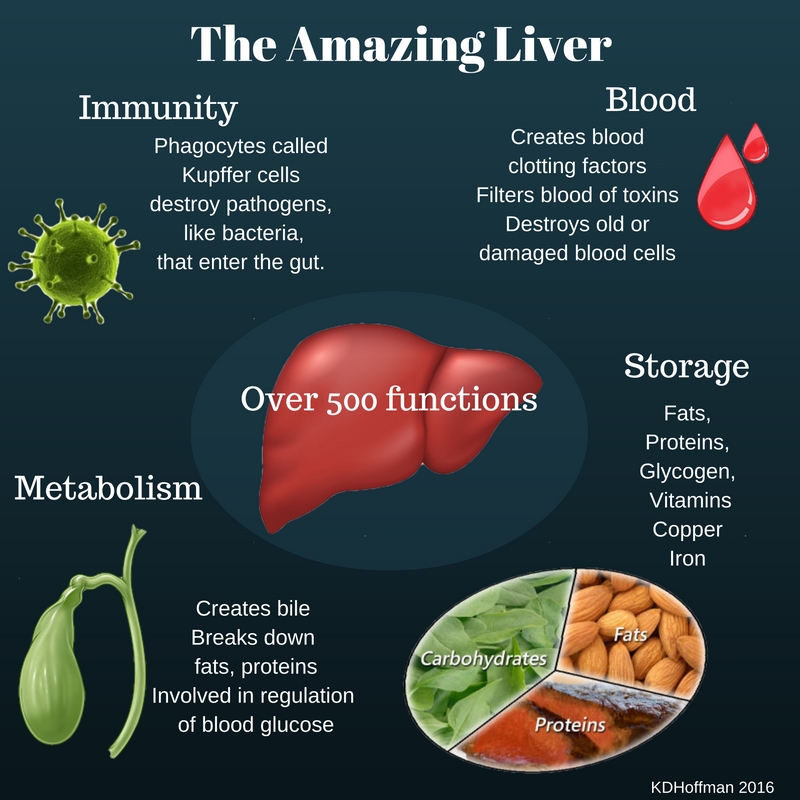 The Amazing Liver
Immunity
Phagocytes called
Kupffer cells
destroy pathogens,
like bacteria,
that enter the gut.
Blood
Creates blood
clotting factors
Filters blood of toxins
Destroys old or
damaged blood cells
Over 500 functions
Storage
Fats,
Proteins,
Glycogen,
Vitamins
Copper
Iron
Metabolism
Creates bile
Breaks down
fats, proteins
Involved in regulation
of blood glucose
Carbohydrates
Fats
Proteins
KDHoffman 2016